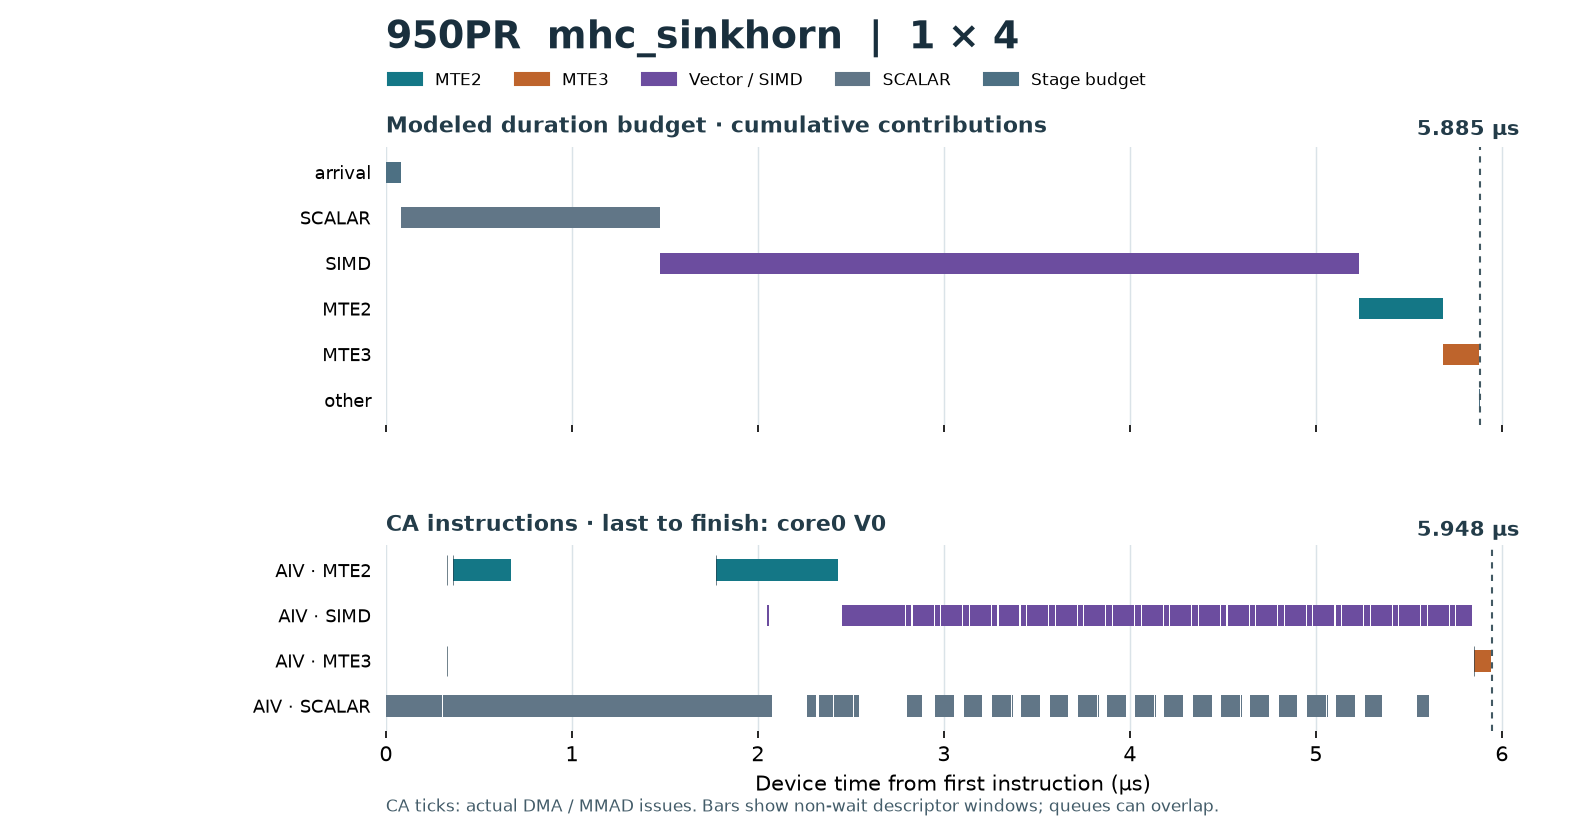 950PR  mhc_sinkhorn  |  1 × 4
MTE2  MTE3  Vector / SIMD  SCALAR  Stage budget
Modeled duration budget · cumulative contributions
5.885 µs
arrival
SCALAR
SIMD
MTE2
MTE3
other
CA instructions · last to finish: core0 V0
5.948 µs
AIV · MTE2
AIV · SIMD
AIV · MTE3
AIV · SCALAR
0 1 2 3 4 5 6
Device time from first instruction (µs)
CA ticks: actual DMA / MMAD issues. Bars show non-wait descriptor windows; queues can overlap.